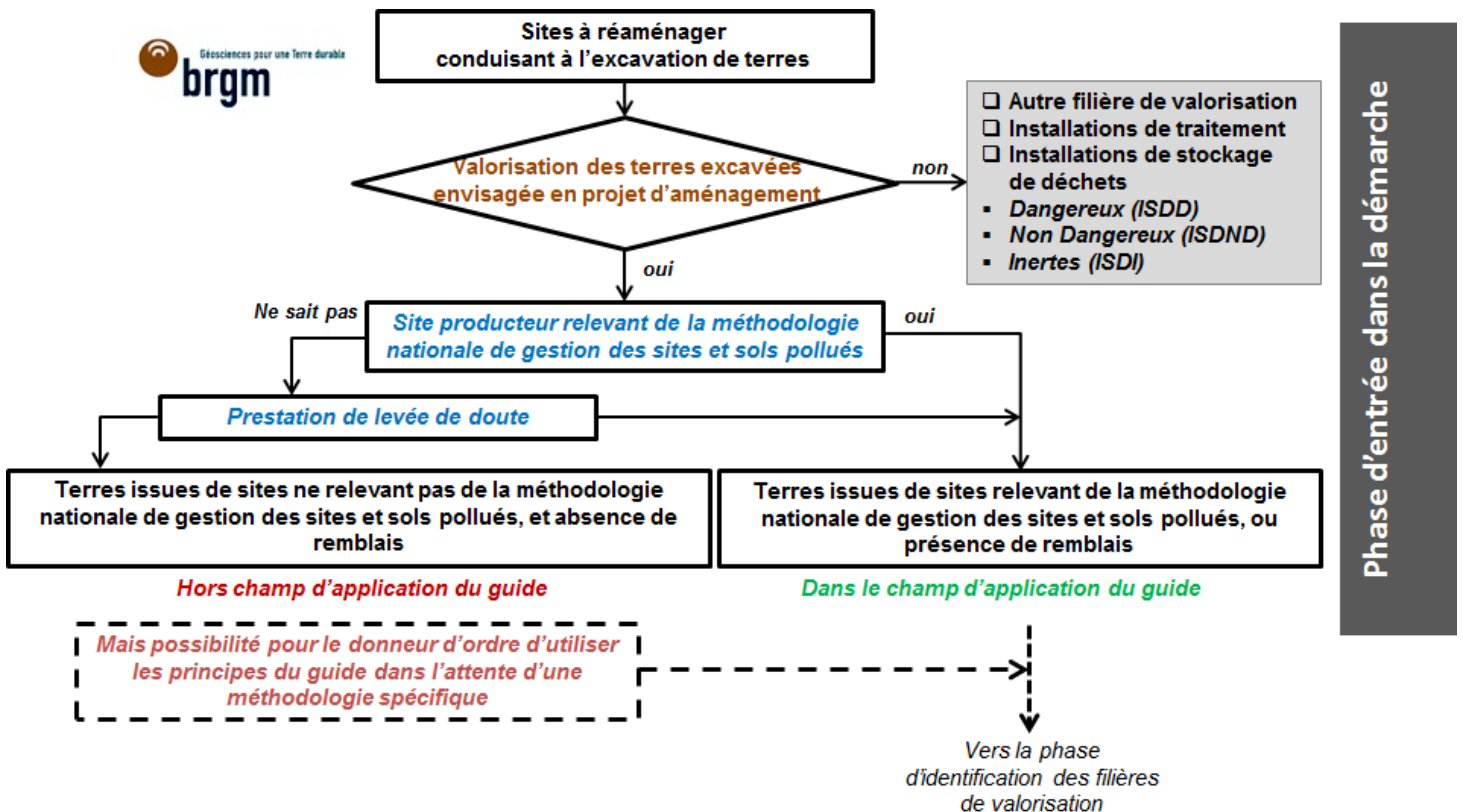 Géosciences pour une Terre durable
brgm
Sites à réaménager
conduisant à l'excavation de terres
Valorisation des terres excavées
envisagée en projet d'aménagement
non
❑ Autre filière de valorisation
❑ Installations de traitement
❑ Installations de stockage
de déchets
▪ Dangereux (ISDD)
▪ Non Dangereux (ISDND)
▪ Inertes (ISDI)
oui
Ne sait pas
Site producteur relevant de la méthodologie
nationale de gestion des sites et sols pollués
oui
Prestation de levée de doute
Terres issues de sites ne relevant pas de la méthodologie
nationale de gestion des sites et sols pollués, et absence de
remblais
Terres issues de sites relevant de la méthodologie
nationale de gestion des sites et sols pollués, ou
présence de remblais
Hors champ d'application du guide
Dans le champ d'application du guide
Mais possibilité pour le donneur d'ordre d'utiliser
les principes du guide dans l'attente d'une
méthodologie spécifique
Vers la phase
d'identification des filières
de valorisation
Phase d'entrée dans la démarche